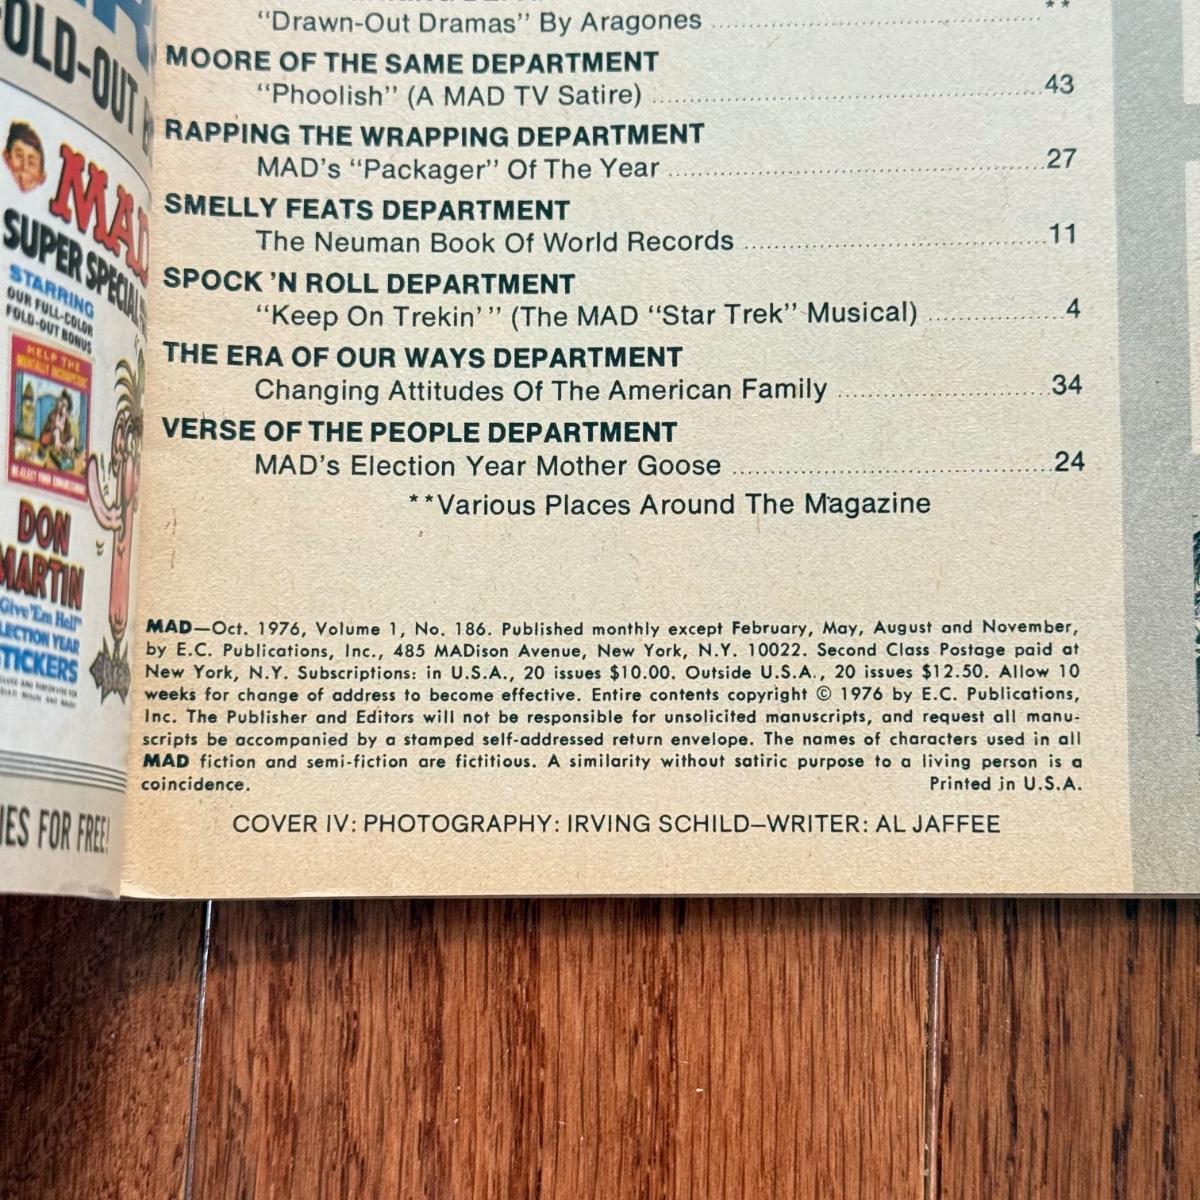 OLD-OUT
MAD
SUPER SPECIAL
STARRING
OUR FULL-COLOR
FOLD-OUT BONUS
HELP THE
DON
MARTIN
"Give 'Em Hell"
ELECTION YEAR
STICKERS
IES FOR FREE!
"Drawn-Out Dramas" By Aragones ........ **
MOORE OF THE SAME DEPARTMENT
"Phoolish" (A MAD TV Satire) ........ 43
RAPPING THE WRAPPING DEPARTMENT
MAD's "Packager" Of The Year ........ 27
SMELLY FEATS DEPARTMENT
The Neuman Book Of World Records ........ 11
SPOCK 'N ROLL DEPARTMENT
"Keep On Trekin' " (The MAD "Star Trek" Musical) ........ 4
THE ERA OF OUR WAYS DEPARTMENT
Changing Attitudes Of The American Family ........ 34
VERSE OF THE PEOPLE DEPARTMENT
MAD's Election Year Mother Goose ........ 24
**Various Places Around The Magazine
MAD—Oct. 1976, Volume 1, No. 186. Published monthly except February, May, August and November,
by E.C. Publications, Inc., 485 MADison Avenue, New York, N.Y. 10022. Second Class Postage paid at
New York, N.Y. Subscriptions: in U.S.A., 20 issues $10.00. Outside U.S.A., 20 issues $12.50. Allow 10
weeks for change of address to become effective. Entire contents copyright © 1976 by E.C. Publications,
Inc. The Publisher and Editors will not be responsible for unsolicited manuscripts, and request all manu-
scripts be accompanied by a stamped self-addressed return envelope. The names of characters used in all
MAD fiction and semi-fiction are fictitious. A similarity without satiric purpose to a living person is a
coincidence. Printed in U.S.A.
COVER IV: PHOTOGRAPHY: IRVING SCHILD—WRITER: AL JAFFEE